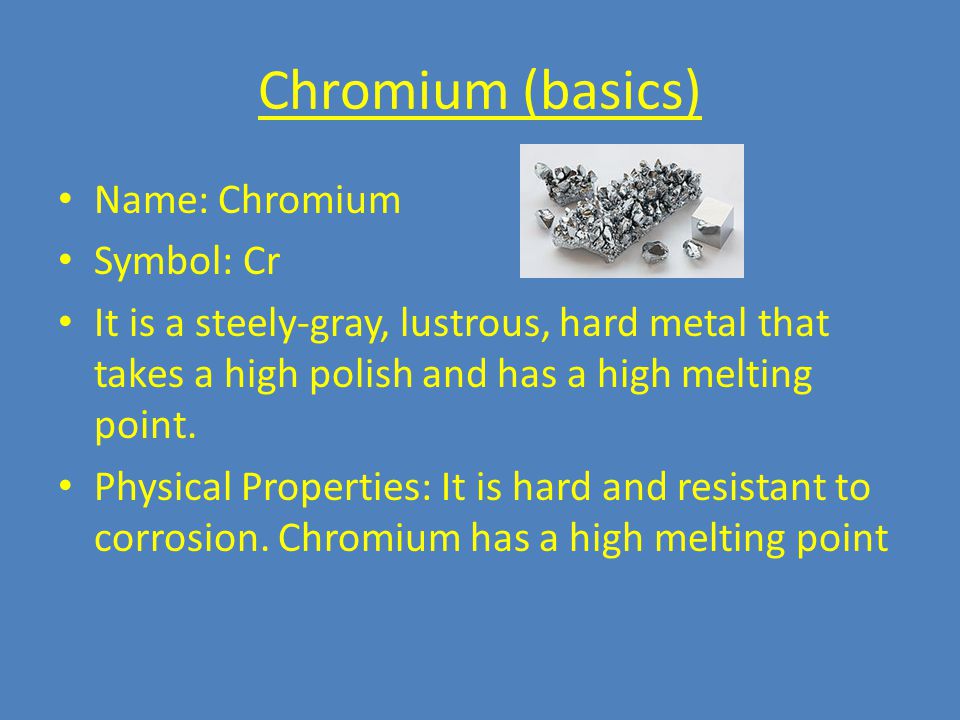 Chromium (basics)
• Name: Chromium
• Symbol: Cr
• It is a steely-gray, lustrous, hard metal that
takes a high polish and has a high melting
point.
• Physical Properties: It is hard and resistant to
corrosion. Chromium has a high melting point